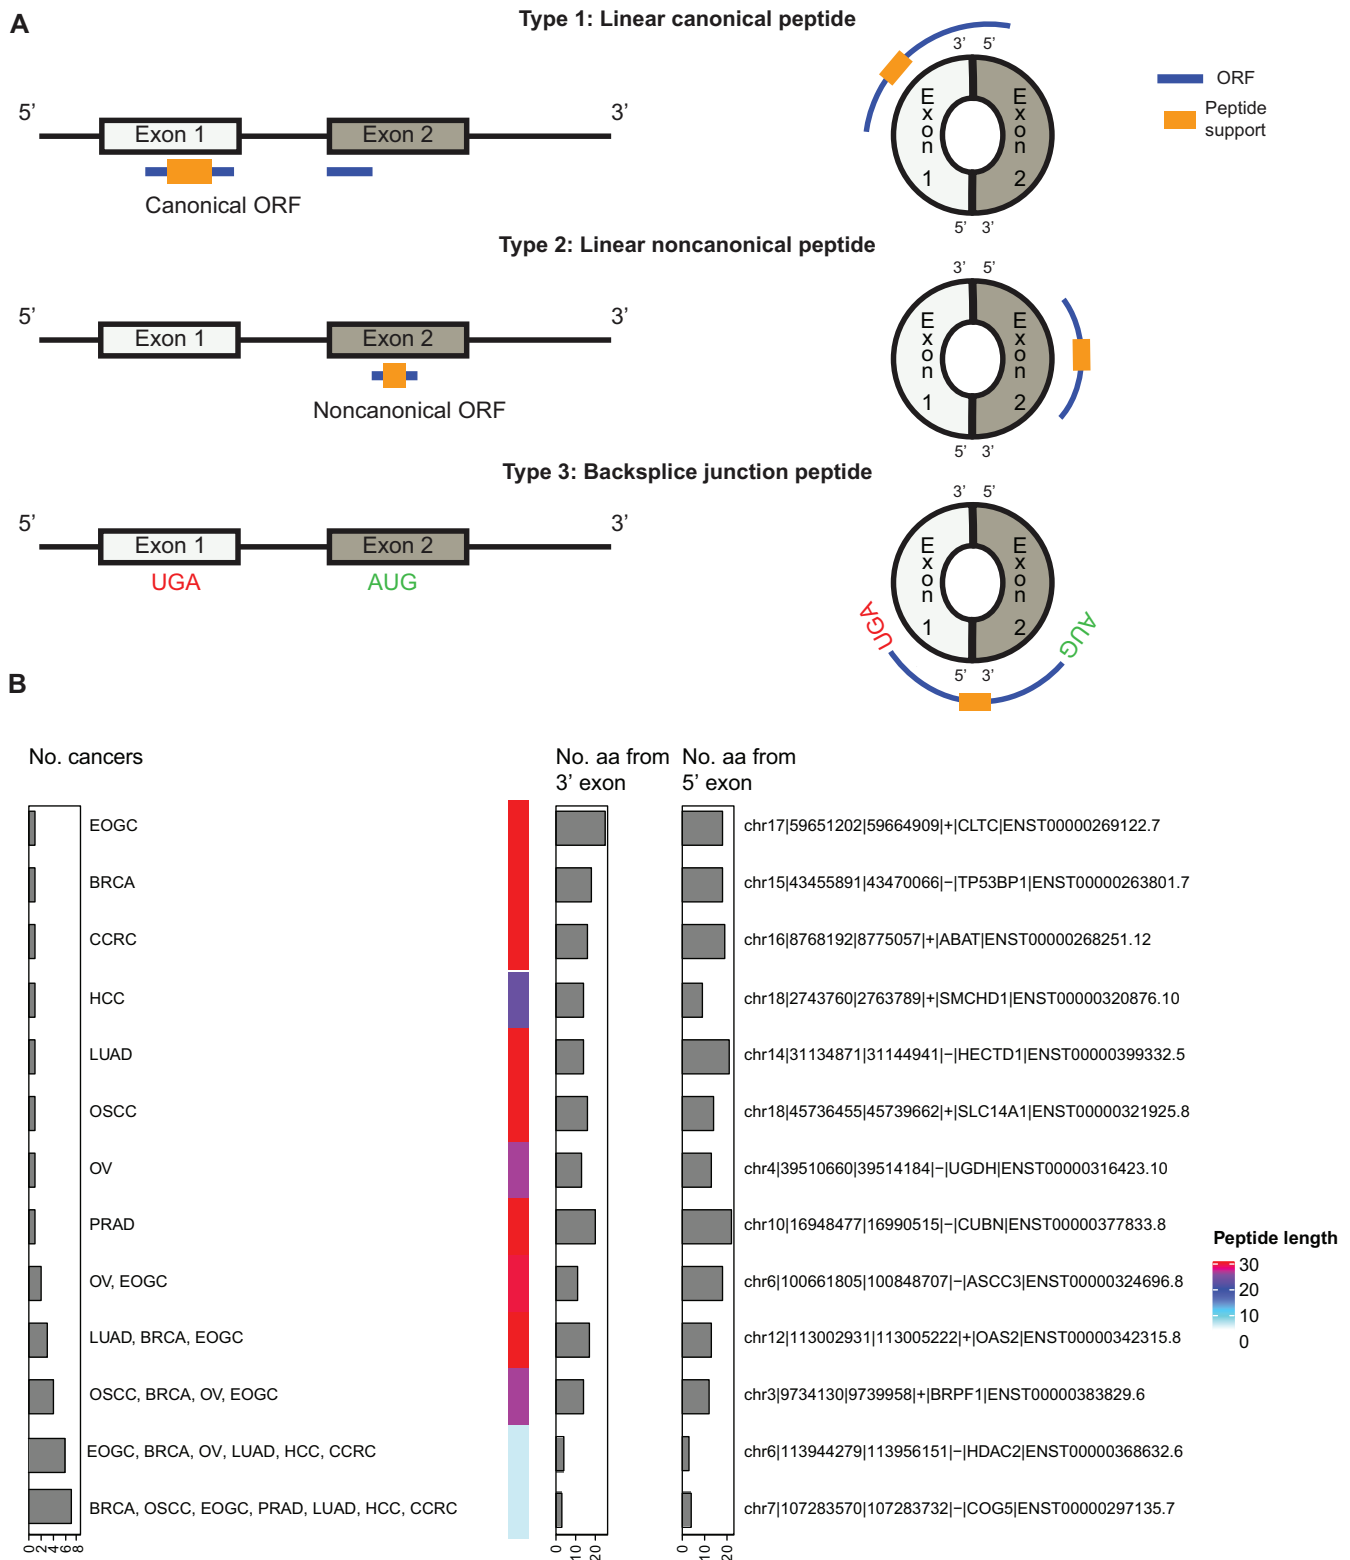 A
Type 1: Linear canonical peptide
5’
3’
Exon 1
Exon 2
Canonical ORF
3’ 5’
Exon 1
Exon 2
5’ 3’
ORF
Peptide
support
Type 2: Linear noncanonical peptide
5’
3’
Exon 1
Exon 2
Noncanonical ORF
3’ 5’
Exon 1
Exon 2
5’ 3’
Type 3: Backsplice junction peptide
5’
3’
Exon 1
Exon 2
UGA
AUG
3’ 5’
Exon 1
Exon 2
UGA
AUG
5’ 3’
B
No. cancers
No. aa from
3’ exon
No. aa from
5’ exon
EOGC
chr17|59651202|59664909|+|CLTC|ENST00000269122.7
BRCA
chr15|43455891|43470066|−|TP53BP1|ENST00000263801.7
CCRC
chr16|8768192|8775057|+|ABAT|ENST00000268251.12
HCC
chr18|2743760|2763789|+|SMCHD1|ENST00000320876.10
LUAD
chr14|31134871|31144941|−|HECTD1|ENST00000399332.5
OSCC
chr18|45736455|45739662|+|SLC14A1|ENST00000321925.8
OV
chr4|39510660|39514184|−|UGDH|ENST00000316423.10
PRAD
chr10|16948477|16990515|−|CUBN|ENST00000377833.8
OV, EOGC
chr6|100661805|100848707|−|ASCC3|ENST00000324696.8
LUAD, BRCA, EOGC
chr12|113002931|113005222|+|OAS2|ENST00000342315.8
OSCC, BRCA, OV, EOGC
chr3|9734130|9739958|+|BRPF1|ENST00000383829.6
EOGC, BRCA, OV, LUAD, HCC, CCRC
chr6|113944279|113956151|−|HDAC2|ENST00000368632.6
BRCA, OSCC, EOGC, PRAD, LUAD, HCC, CCRC
chr7|107283570|107283732|−|COG5|ENST00000297135.7
0 2 4 6 8
0 10 20
0 10 20
Peptide length
30
20
10
0